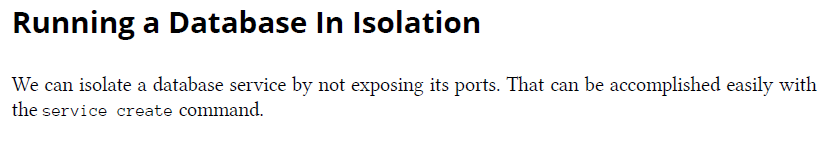 Running a Database In Isolation
We can isolate a database service by not exposing its ports. That can be accomplished easily with
the service create command.